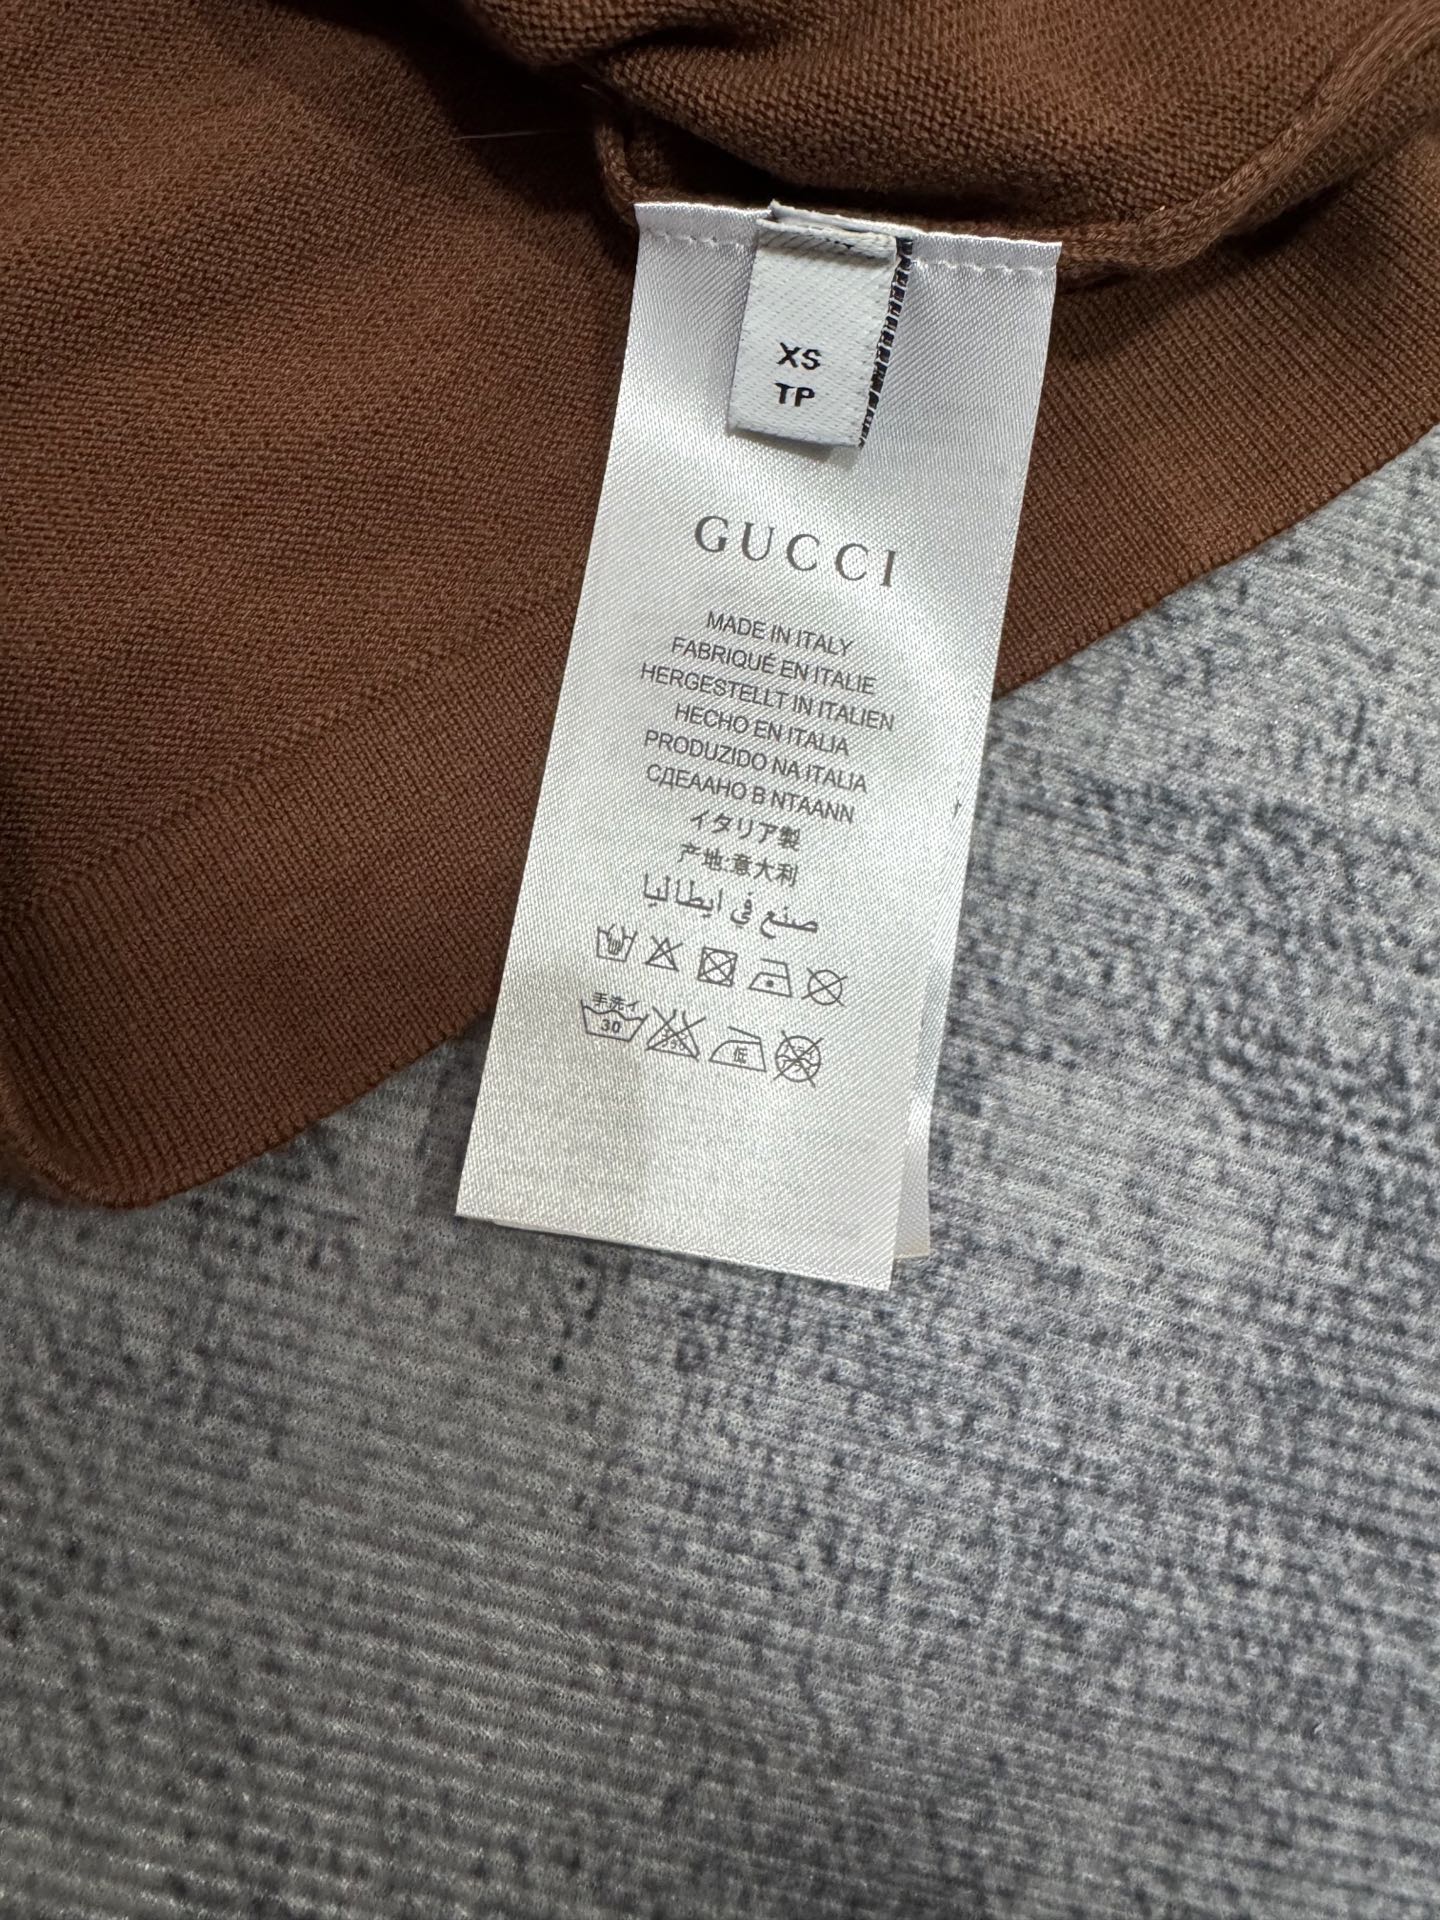 XS
TP
GUCCI
MADE IN ITALY
FABRIQUÉ EN ITALIE
HERGESTELLT IN ITALIEN
HECHO EN ITALIA
PRODUZIDO NA ITALIA
СДЕААНО В NTAANN
イタリア製
产地:意大利
صنع في ايطاليا
手洗イ
30